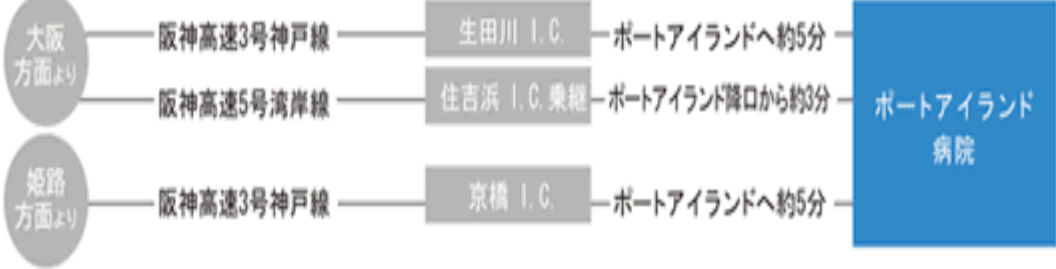 大阪
方面より
阪神高速3号神戸線
生田川 I.C.
ポートアイランドへ約5分
阪神高速5号湾岸線
住吉浜 I.C.乗継
ポートアイランド降口から約3分
姫路
方面より
阪神高速3号神戸線
京橋 I.C.
ポートアイランドへ約5分
ポートアイランド
病院